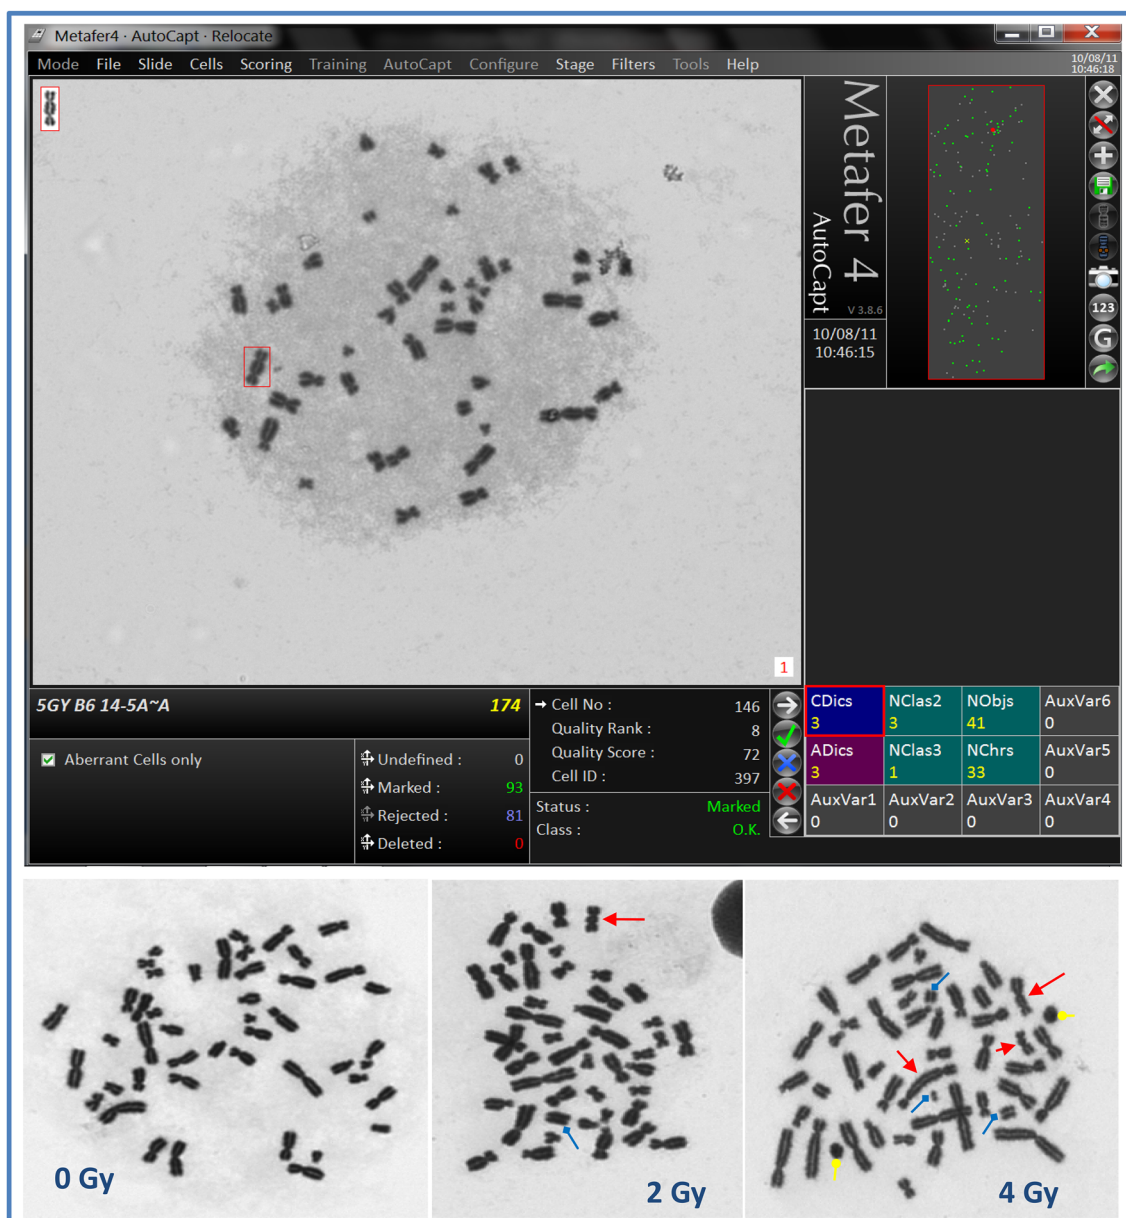 Metafer4 · AutoCapt · Relocate
Mode File Slide Cells Scoring Training AutoCapt Configure Stage Filters Tools Help
10/08/11
10:46:18
Metafer 4
AutoCapt
V 3.8.6
10/08/11
10:46:15
123
G
1
5GY B6 14-5A~A 174
Aberrant Cells only
Undefined : 0
Marked : 93
Rejected : 81
Deleted : 0
Cell No : 146
Quality Rank : 8
Quality Score : 72
Cell ID : 397
Status : Marked
Class : O.K.
CDics NClas2 NObjs AuxVar6
3 3 41 0
ADics NClas3 NChrs AuxVar5
3 1 33 0
AuxVar1 AuxVar2 AuxVar3 AuxVar4
0 0 0 0
0 Gy
2 Gy
4 Gy